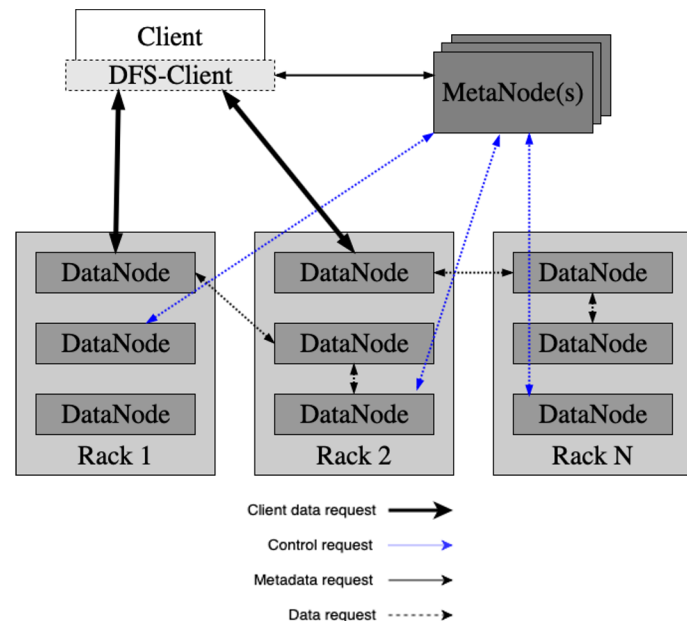 Client
DFS-Client
MetaNode(s)
DataNode
DataNode
DataNode
Rack 1
DataNode
DataNode
DataNode
Rack 2
DataNode
DataNode
DataNode
Rack N
Client data request
Control request
Metadata request
Data request